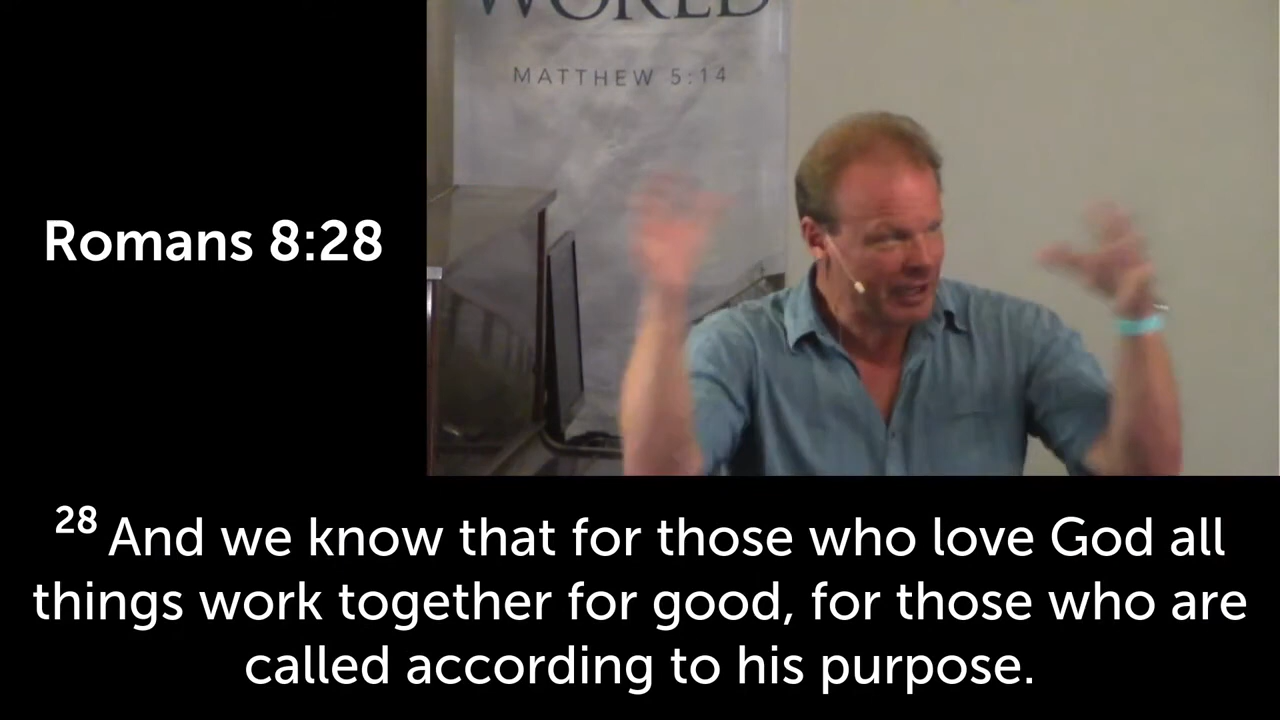 WORLD
MATTHEW 5:14
Romans 8:28
28 And we know that for those who love God all
things work together for good, for those who are
called according to his purpose.